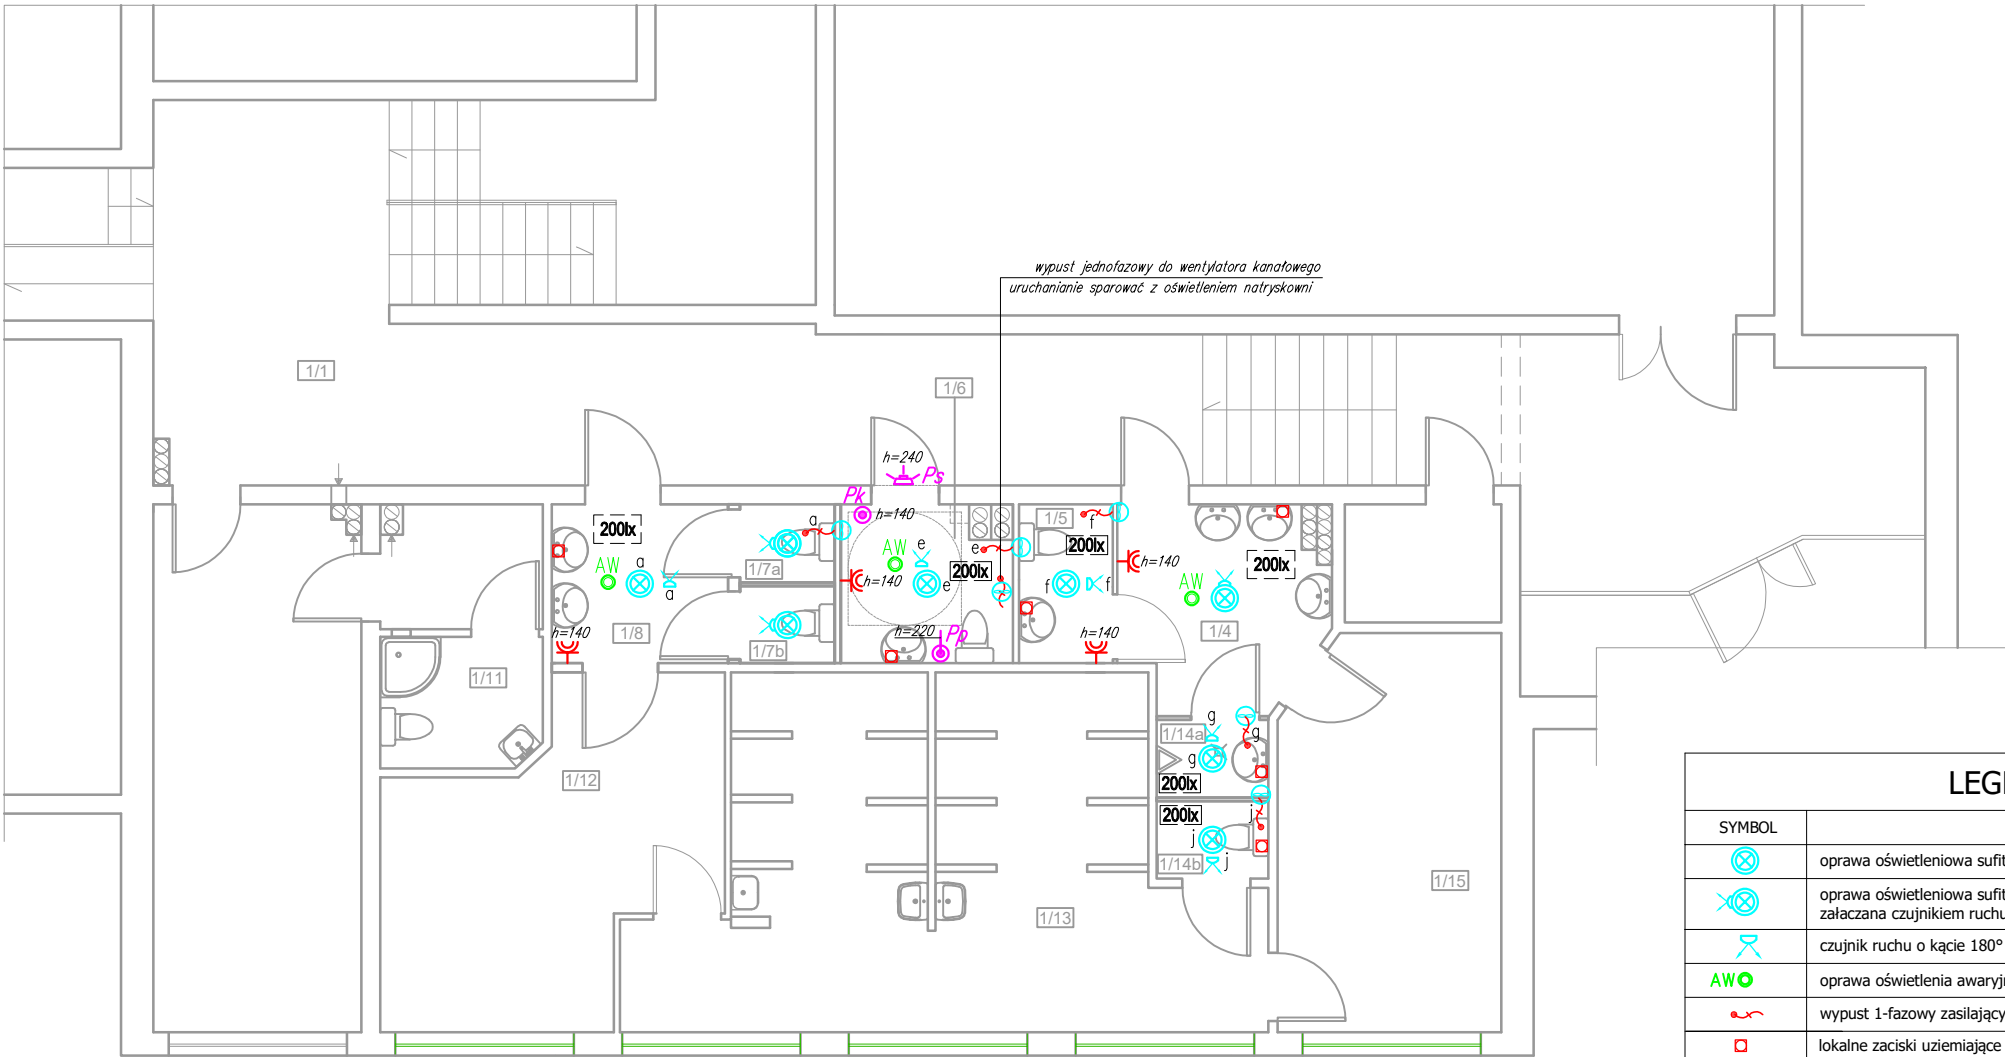 wypust jednofazowy do wentylatora kanałowego
uruchanianie sparować z oświetleniem natryskowni
1/1
1/6
h=240
Ps
Pk
h=140
a
200lx
AW
a
a
1/7a
1/8
h=140
1/7b
AW
e
e
200lx
e
h=140
h=220
Pp
1/5
f
200lx
f
f
h=140
h=140
AW
200lx
1/4
1/11
1/12
g
1/14a
g
g
200lx
200lx
j
j
j
1/14b
1/13
1/15
LEG
SYMBOL
oprawa oświetleniowa sufit
oprawa oświetleniowa sufit
załaczana czujnikiem ruchu
czujnik ruchu o kącie 180°
AW
oprawa oświetlenia awaryj
wypust 1-fazowy zasilający
lokalne zaciski uziemiające